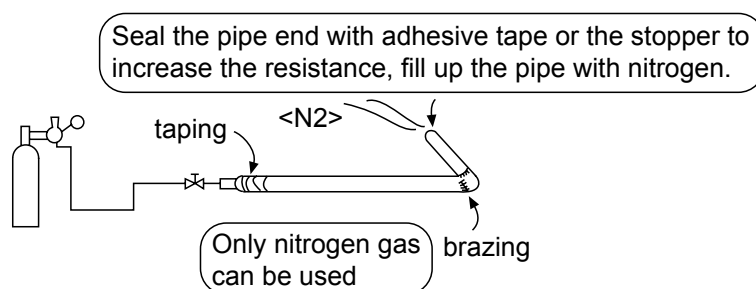 Seal the pipe end with adhesive tape or the stopper to
increase the resistance, fill up the pipe with nitrogen.
<N2>
taping
Only nitrogen gas
can be used
brazing